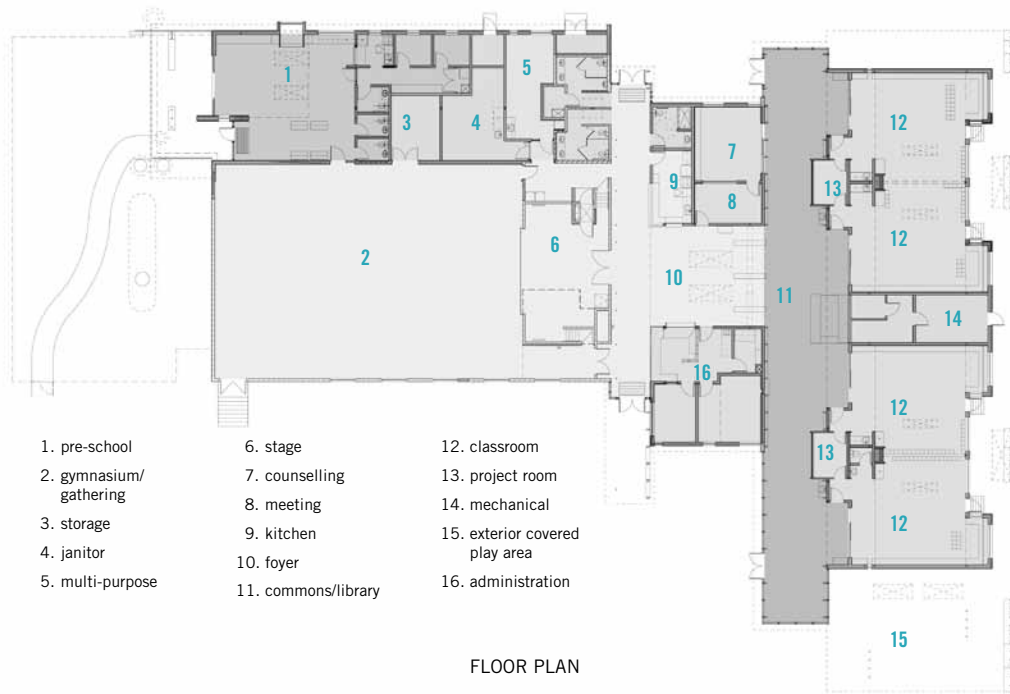 1
5
12
3
4
7
13
9
8
12
6
2
10
11
14
16
12
13
12
15
1. pre-school
2. gymnasium/
gathering
3. storage
4. janitor
5. multi-purpose
6. stage
7. counselling
8. meeting
9. kitchen
10. foyer
11. commons/library
12. classroom
13. project room
14. mechanical
15. exterior covered
play area
16. administration
FLOOR PLAN